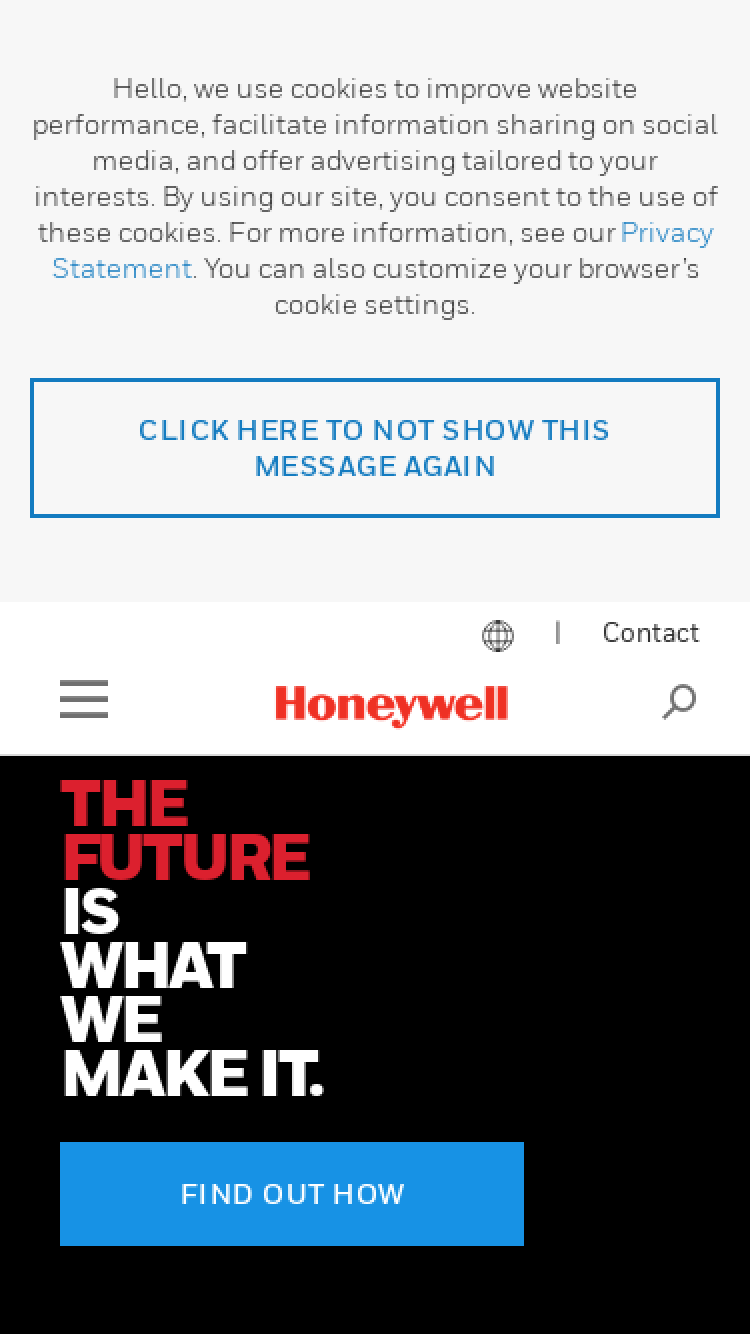 Hello, we use cookies to improve website
performance, facilitate information sharing on social
media, and offer advertising tailored to your
interests. By using our site, you consent to the use of
these cookies. For more information, see our Privacy
Statement. You can also customize your browser’s
cookie settings.
CLICK HERE TO NOT SHOW THIS
MESSAGE AGAIN
| Contact
Honeywell
THE
FUTURE
IS
WHAT
WE
MAKE IT.
FIND OUT HOW